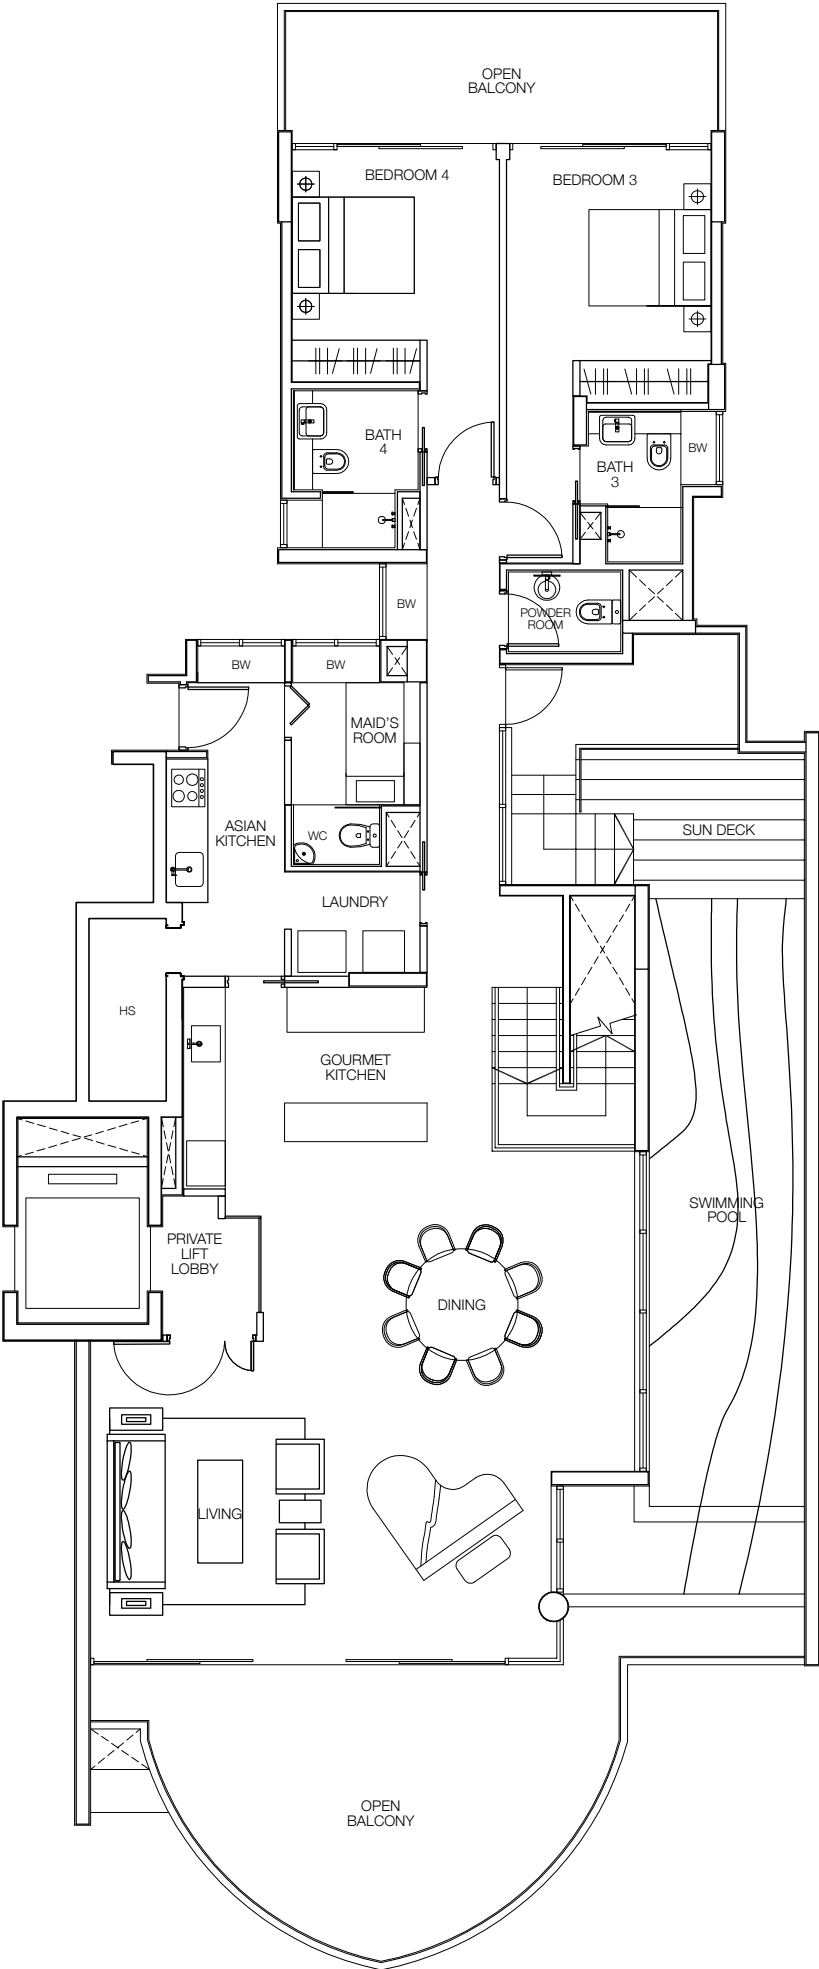 OPEN
BALCONY
BEDROOM 4
BEDROOM 3
BATH
4
BW
BATH
3
BW
POWDER
ROOM
BW
BW
MAID'S
ROOM
ASIAN
KITCHEN
WC
SUN DECK
LAUNDRY
HS
GOURMET
KITCHEN
SWIMMING
POOL
PRIVATE
LIFT
LOBBY
DINING
LIVING
OPEN
BALCONY